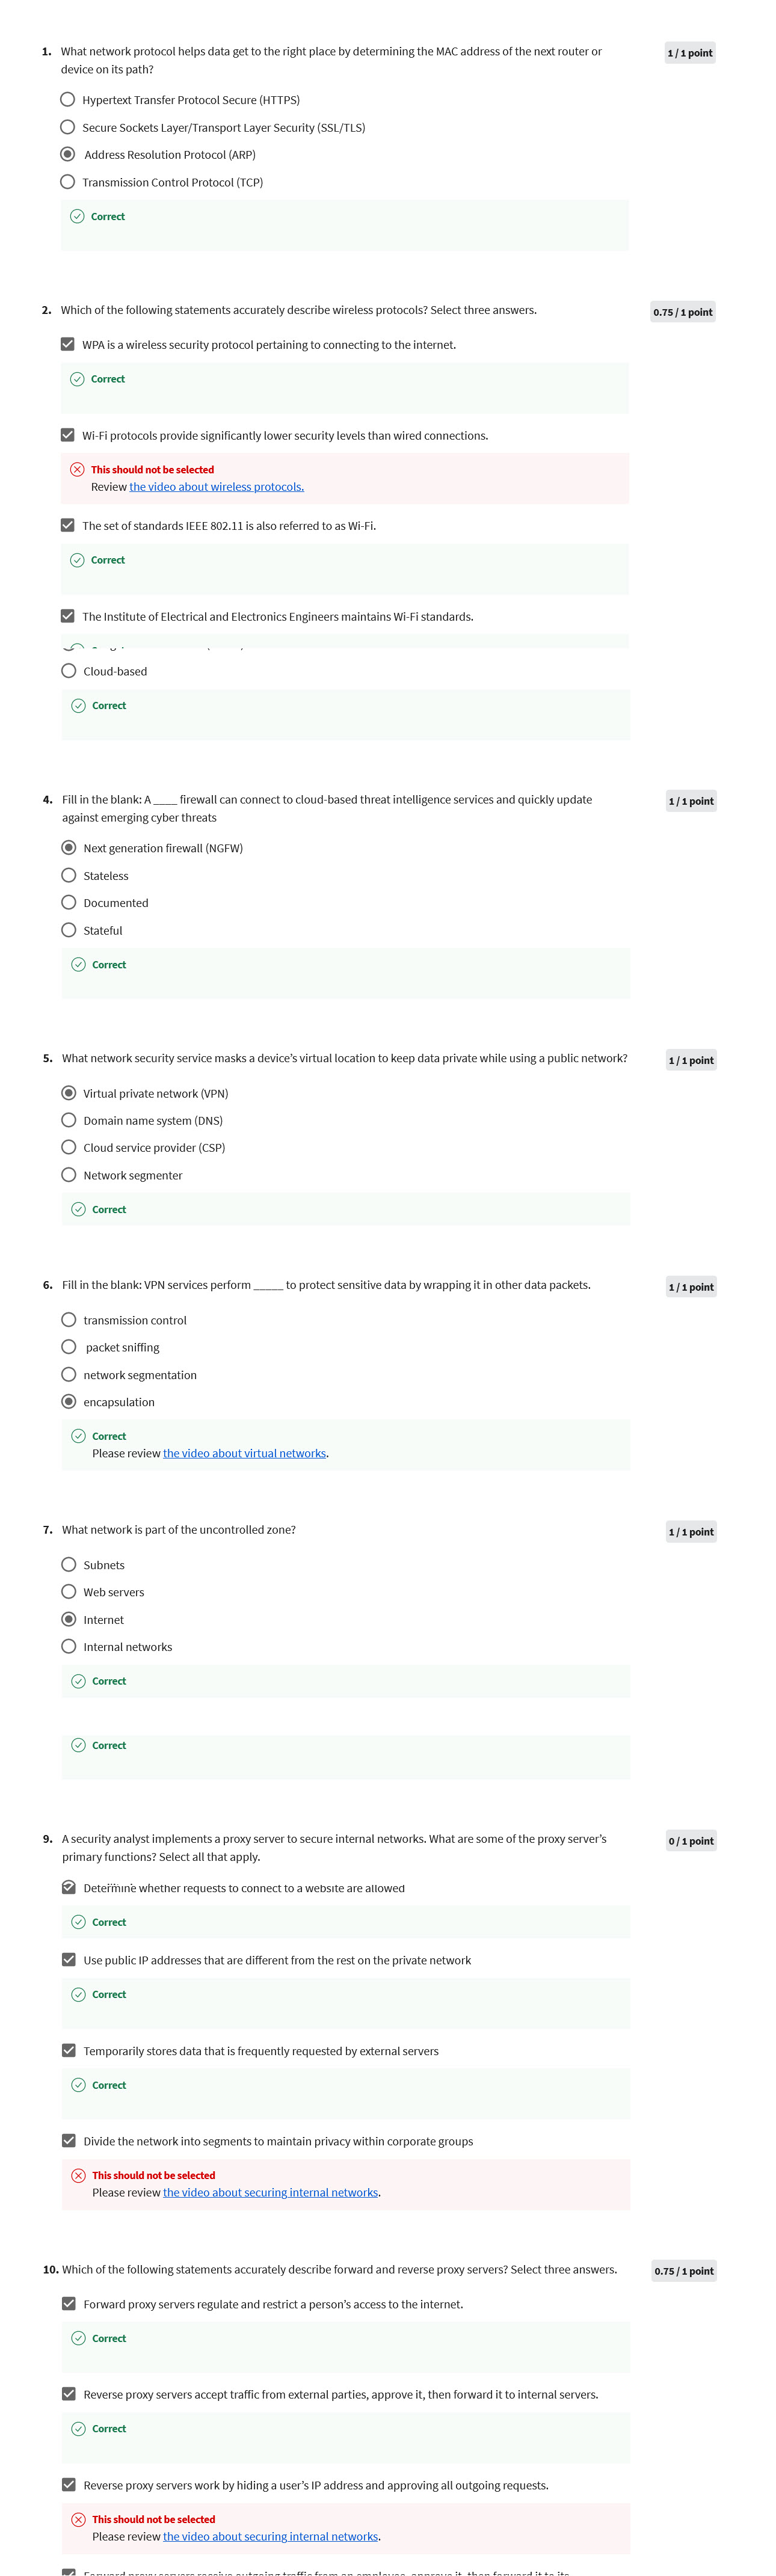 1. What network protocol helps data get to the right place by determining the MAC address of the next router or
device on its path?
1 / 1 point
Hypertext Transfer Protocol Secure (HTTPS)
Secure Sockets Layer/Transport Layer Security (SSL/TLS)
Address Resolution Protocol (ARP)
Transmission Control Protocol (TCP)
Correct
2. Which of the following statements accurately describe wireless protocols? Select three answers.
0.75 / 1 point
WPA is a wireless security protocol pertaining to connecting to the internet.
Correct
Wi-Fi protocols provide significantly lower security levels than wired connections.
This should not be selected
Review the video about wireless protocols.
The set of standards IEEE 802.11 is also referred to as Wi-Fi.
Correct
The Institute of Electrical and Electronics Engineers maintains Wi-Fi standards.
Cloud-based
Correct
4. Fill in the blank: A ____ firewall can connect to cloud-based threat intelligence services and quickly update
against emerging cyber threats
1 / 1 point
Next generation firewall (NGFW)
Stateless
Documented
Stateful
Correct
5. What network security service masks a device’s virtual location to keep data private while using a public network?
1 / 1 point
Virtual private network (VPN)
Domain name system (DNS)
Cloud service provider (CSP)
Network segmenter
Correct
6. Fill in the blank: VPN services perform _____ to protect sensitive data by wrapping it in other data packets.
1 / 1 point
transmission control
packet sniffing
network segmentation
encapsulation
Correct
Please review the video about virtual networks.
7. What network is part of the uncontrolled zone?
1 / 1 point
Subnets
Web servers
Internet
Internal networks
Correct
Correct
9. A security analyst implements a proxy server to secure internal networks. What are some of the proxy server’s
primary functions? Select all that apply.
0 / 1 point
Determine whether requests to connect to a website are allowed
Correct
Use public IP addresses that are different from the rest on the private network
Correct
Temporarily stores data that is frequently requested by external servers
Correct
Divide the network into segments to maintain privacy within corporate groups
This should not be selected
Please review the video about securing internal networks.
10. Which of the following statements accurately describe forward and reverse proxy servers? Select three answers.
0.75 / 1 point
Forward proxy servers regulate and restrict a person’s access to the internet.
Correct
Reverse proxy servers accept traffic from external parties, approve it, then forward it to internal servers.
Correct
Reverse proxy servers work by hiding a user’s IP address and approving all outgoing requests.
This should not be selected
Please review the video about securing internal networks.
Forward proxy servers receive outgoing traffic from an employee, approve it, then forward it to its